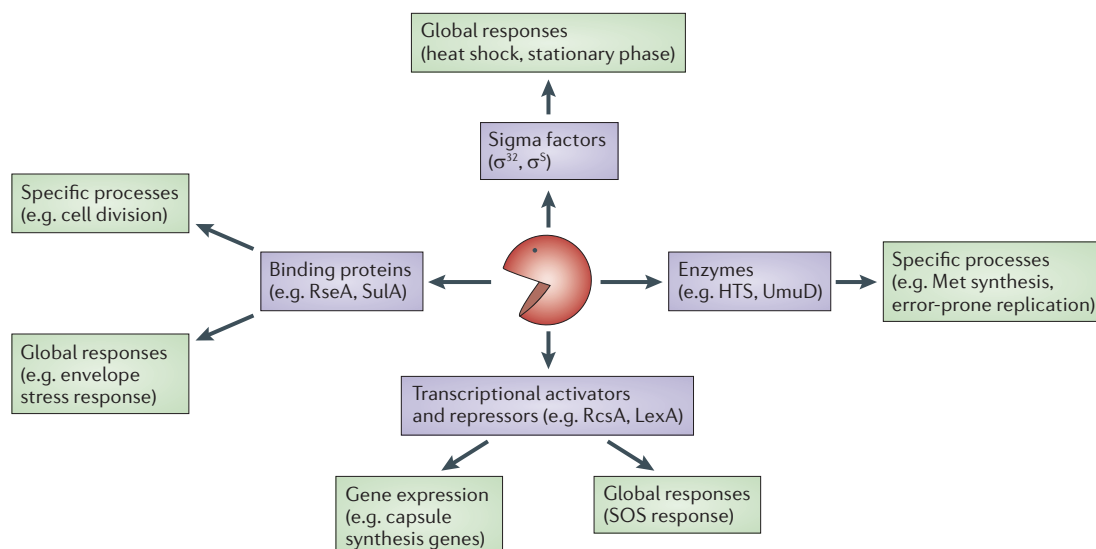 Global responses
(heat shock, stationary phase)
Sigma factors
(σ³², σˢ)
Specific processes
(e.g. cell division)
Binding proteins
(e.g. RseA, SulA)
Enzymes
(e.g. HTS, UmuD)
Specific processes
(e.g. Met synthesis,
error-prone replication)
Global responses
(e.g. envelope
stress response)
Transcriptional activators
and repressors (e.g. RcsA, LexA)
Gene expression
(e.g. capsule
synthesis genes)
Global responses
(SOS response)